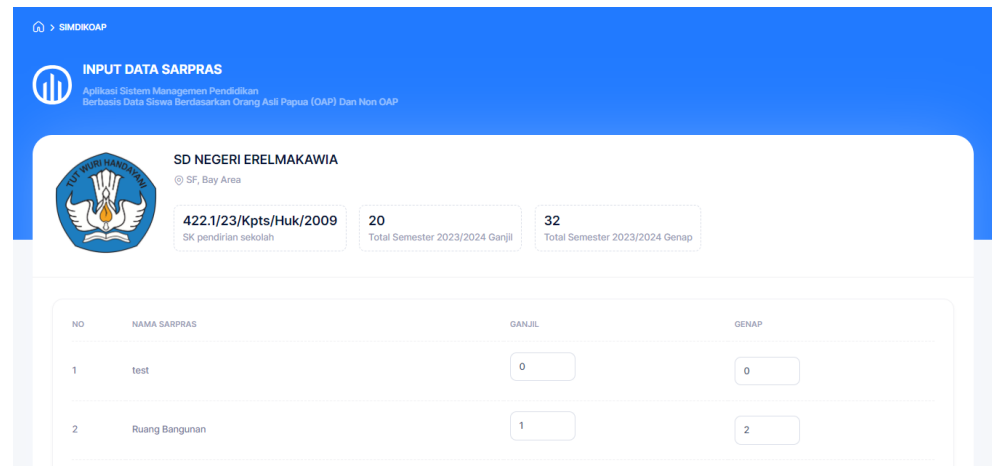 > SIMDIKOAP
INPUT DATA SARPRAS
Aplikasi Sistem Managemen Pendidikan
Berbasis Data Siswa Berdasarkan Orang Asli Papua (OAP) Dan Non OAP
TUT WURI HANDAYANI
SD NEGERI ERELMAKAWIA
SF, Bay Area
422.1/23/Kpts/Huk/2009
SK pendirian sekolah
20
Total Semester 2023/2024 Ganjil
32
Total Semester 2023/2024 Genap
NO NAMA SARPRAS GANJIL GENAP
1 test 0 0
2 Ruang Bangunan 1 2